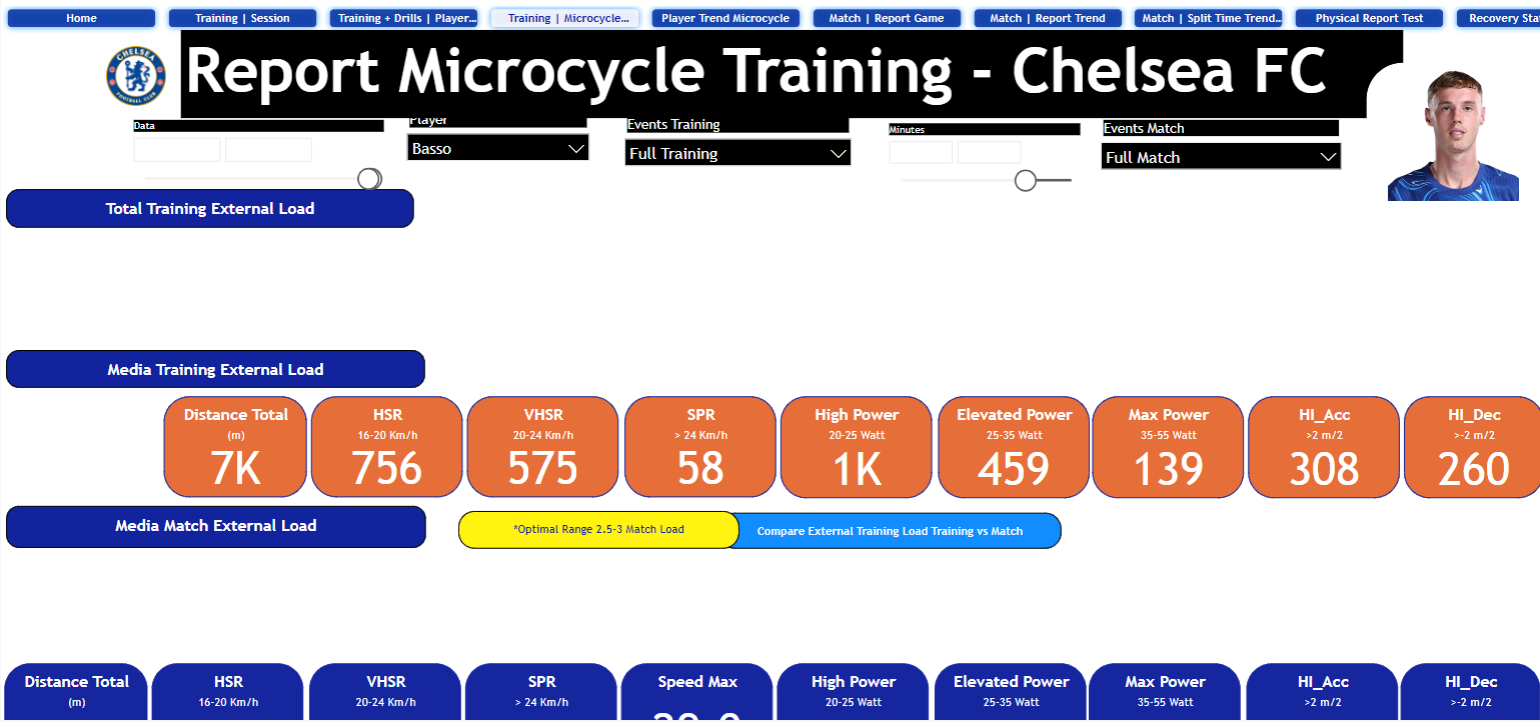 Home
Training | Session
Training + Drills | Player...
Training | Microcycle...
Player Trend Microcycle
Match | Report Game
Match | Report Trend
Match | Split Time Trend...
Physical Report Test
Recovery Sta
CHELSEA
FOOTBALL CLUB
Report Microcycle Training - Chelsea FC
Data
Player
Basso
Events Training
Full Training
Minutes
Events Match
Full Match
Total Training External Load
Media Training External Load
Distance Total
(m)
7K
HSR
16-20 Km/h
756
VHSR
20-24 Km/h
575
SPR
> 24 Km/h
58
High Power
20-25 Watt
1K
Elevated Power
25-35 Watt
459
Max Power
35-55 Watt
139
HI_Acc
>2 m/2
308
HI_Dec
>-2 m/2
260
Media Match External Load
*Optimal Range 2.5-3 Match Load
Compare External Training Load Training vs Match
Distance Total
(m)
HSR
16-20 Km/h
VHSR
20-24 Km/h
SPR
> 24 Km/h
Speed Max
High Power
20-25 Watt
Elevated Power
25-35 Watt
Max Power
35-55 Watt
HI_Acc
>2 m/2
HI_Dec
>-2 m/2